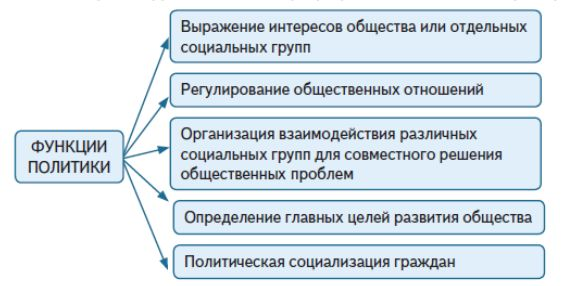 Выражение интересов общества или отдельных
социальных групп
Регулирование общественных отношений
ФУНКЦИИ
ПОЛИТИКИ
Организация взаимодействия различных
социальных групп для совместного решения
общественных проблем
Определение главных целей развития общества
Политическая социализация граждан